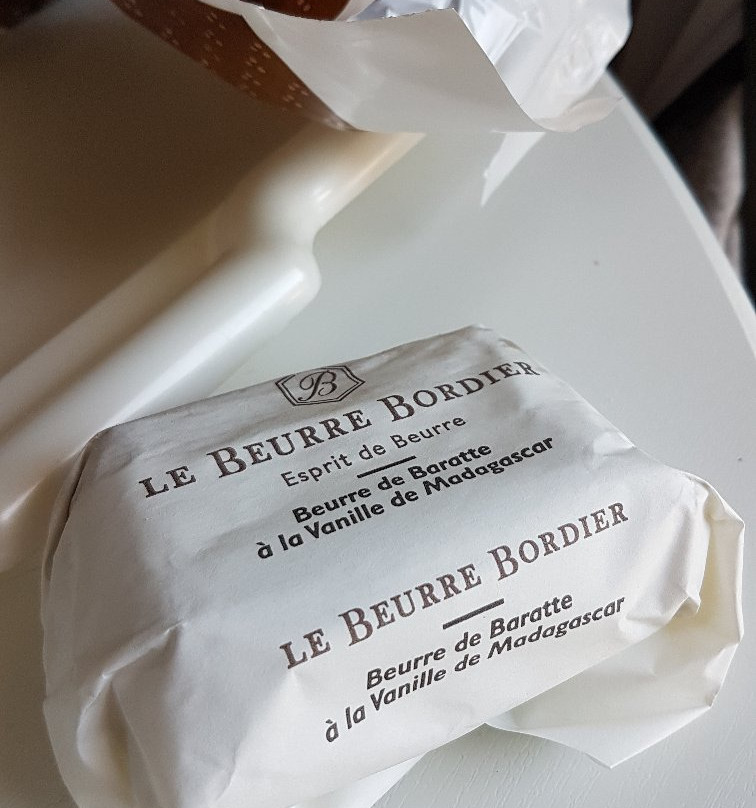 B
LE BEURRE BORDIER
Esprit de Beurre
Beurre de Baratte
à la Vanille de Madagascar
LE BEURRE BORDIER
Beurre de Baratte
à la Vanille de Madagascar